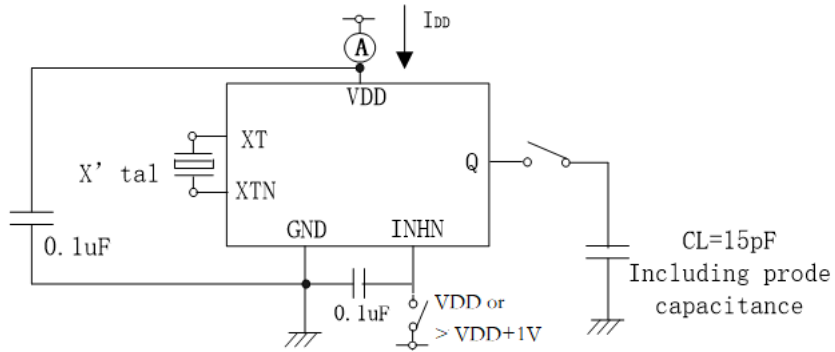 IDD
A
VDD
XT
X' tal
XTN
Q
GND
INHN
0.1uF
0.1uF
VDD or
> VDD+1V
CL=15pF
Including prode
capacitance